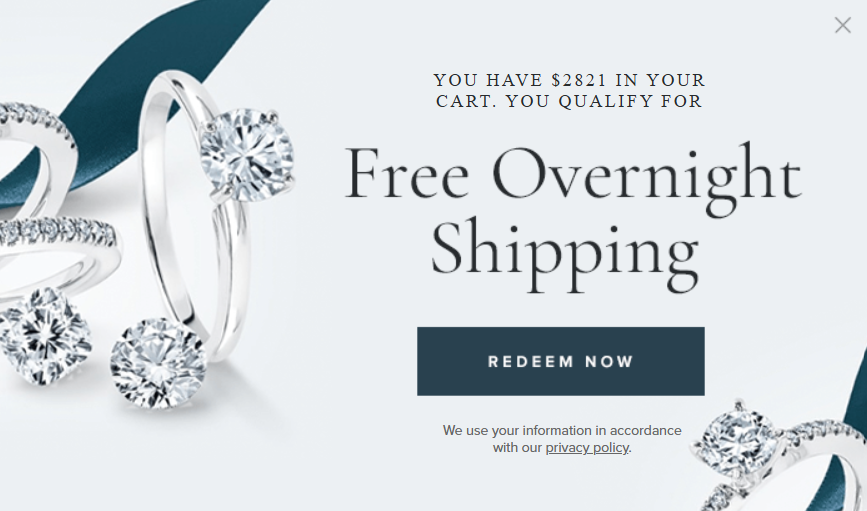 YOU HAVE $2821 IN YOUR
CART. YOU QUALIFY FOR
Free Overnight
Shipping
REDEEM NOW
We use your information in accordance
with our privacy policy.